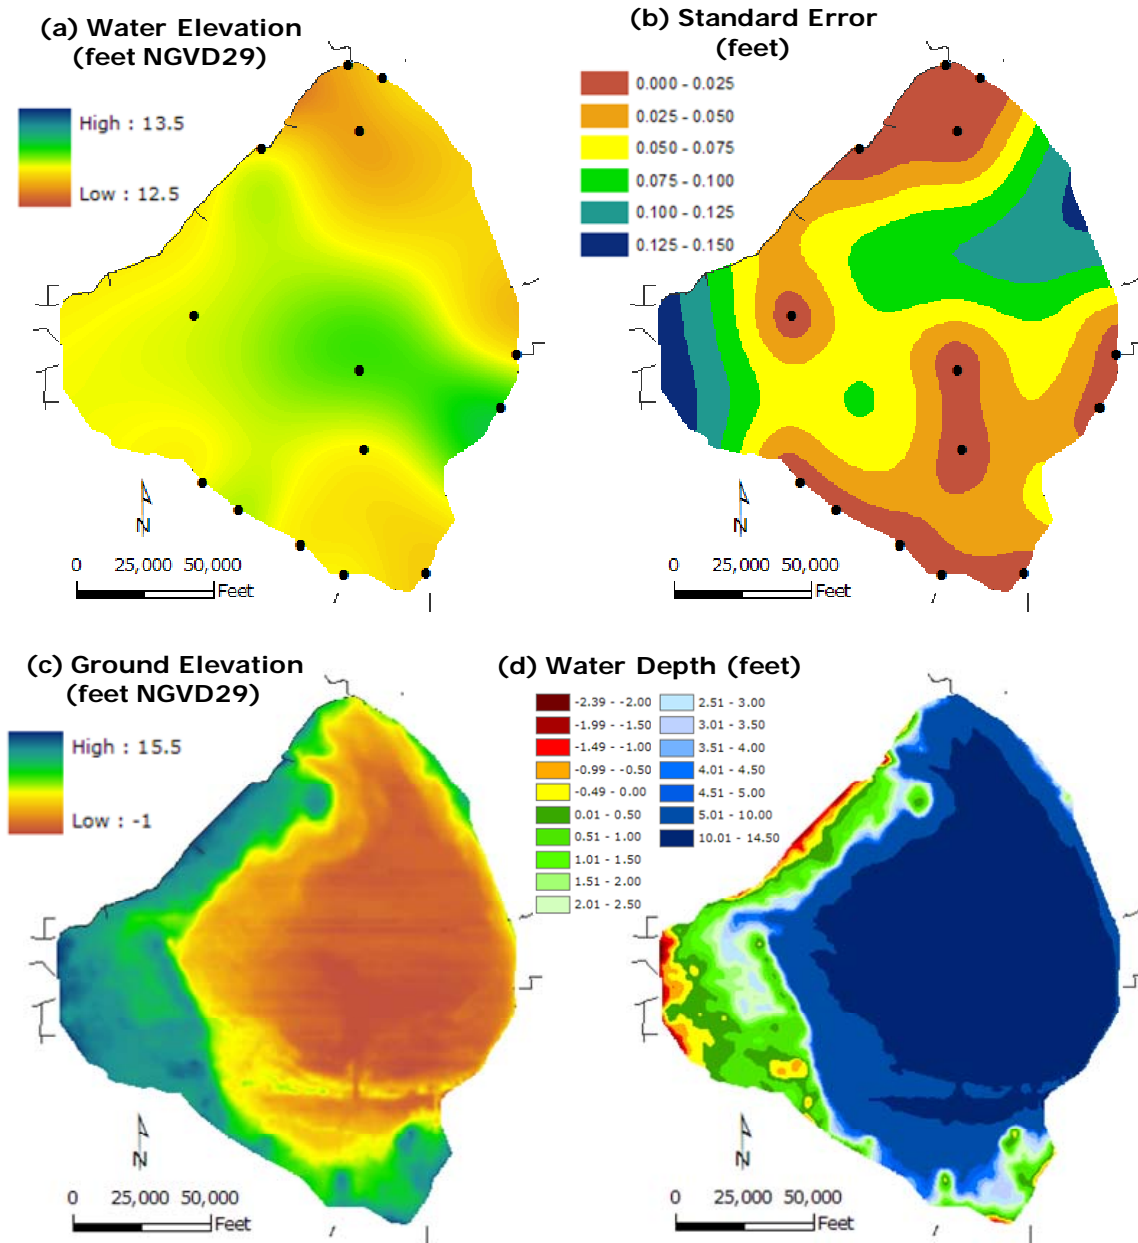 (a) Water Elevation
(feet NGVD29)
High : 13.5
Low : 12.5
N
0 25,000 50,000
Feet
(b) Standard Error
(feet)
0.000 - 0.025
0.025 - 0.050
0.050 - 0.075
0.075 - 0.100
0.100 - 0.125
0.125 - 0.150
N
0 25,000 50,000
Feet
(c) Ground Elevation
(feet NGVD29)
High : 15.5
Low : -1
N
0 25,000 50,000
Feet
(d) Water Depth (feet)
-2.39 - -2.00
-1.99 - -1.50
-1.49 - -1.00
-0.99 - -0.50
-0.49 - 0.00
0.01 - 0.50
0.51 - 1.00
1.01 - 1.50
1.51 - 2.00
2.01 - 2.50
2.51 - 3.00
3.01 - 3.50
3.51 - 4.00
4.01 - 4.50
4.51 - 5.00
5.01 - 10.00
10.01 - 14.50
N
0 25,000 50,000
Feet